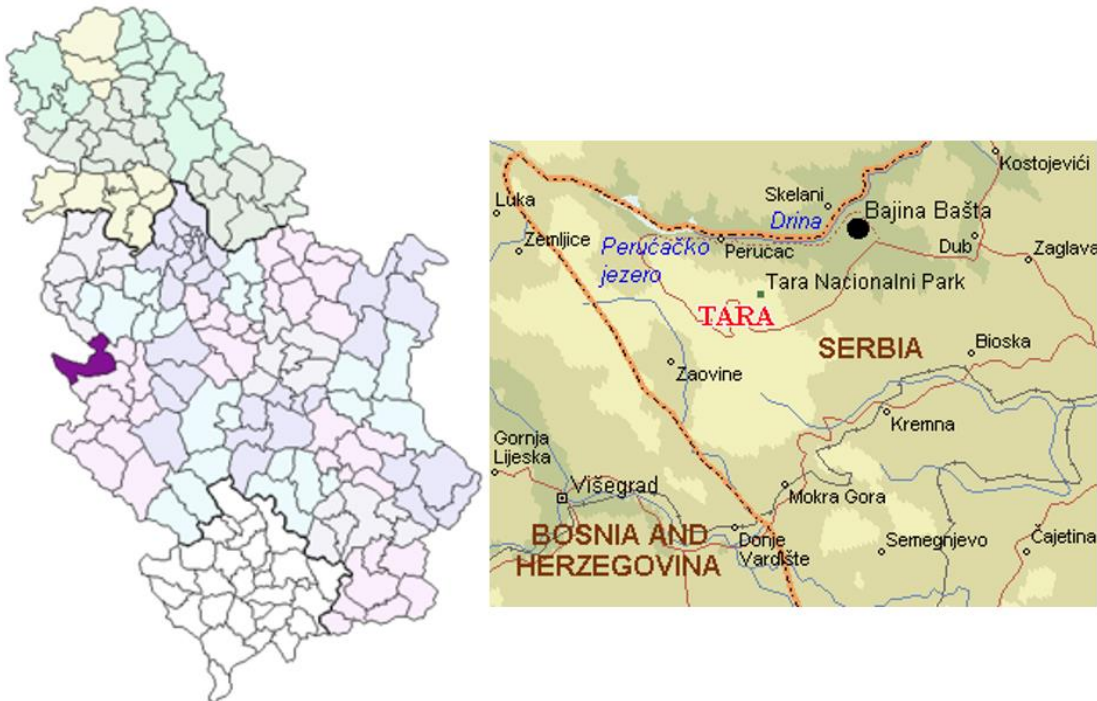 Kostojevići
Skelani
Luka
Drina
Bajina Bašta
Zemljice
Perućačko
jezero
Perucac
Dub
Zaglava
Tara Nacionalni Park
TARA
SERBIA
Bioska
Zaovine
Kremna
Gornja
Lijeska
Višegrad
Mokra Gora
BOSNIA AND
HERZEGOVINA
Donje
Vardište
Semegnjevo
Čajetina